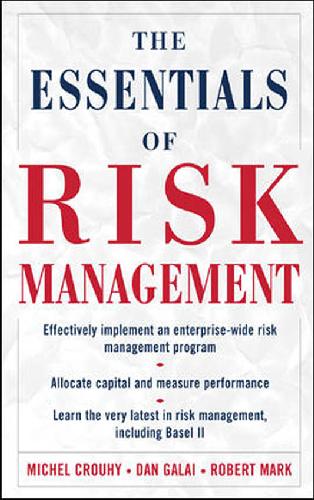 THE
ESSENTIALS
OF
RISK
MANAGEMENT
Effectively implement an enterprise-wide risk
management program
Allocate capital and measure performance
Learn the very latest in risk management,
including Basel II
MICHEL CROUHY • DAN GALAI • ROBERT MARK